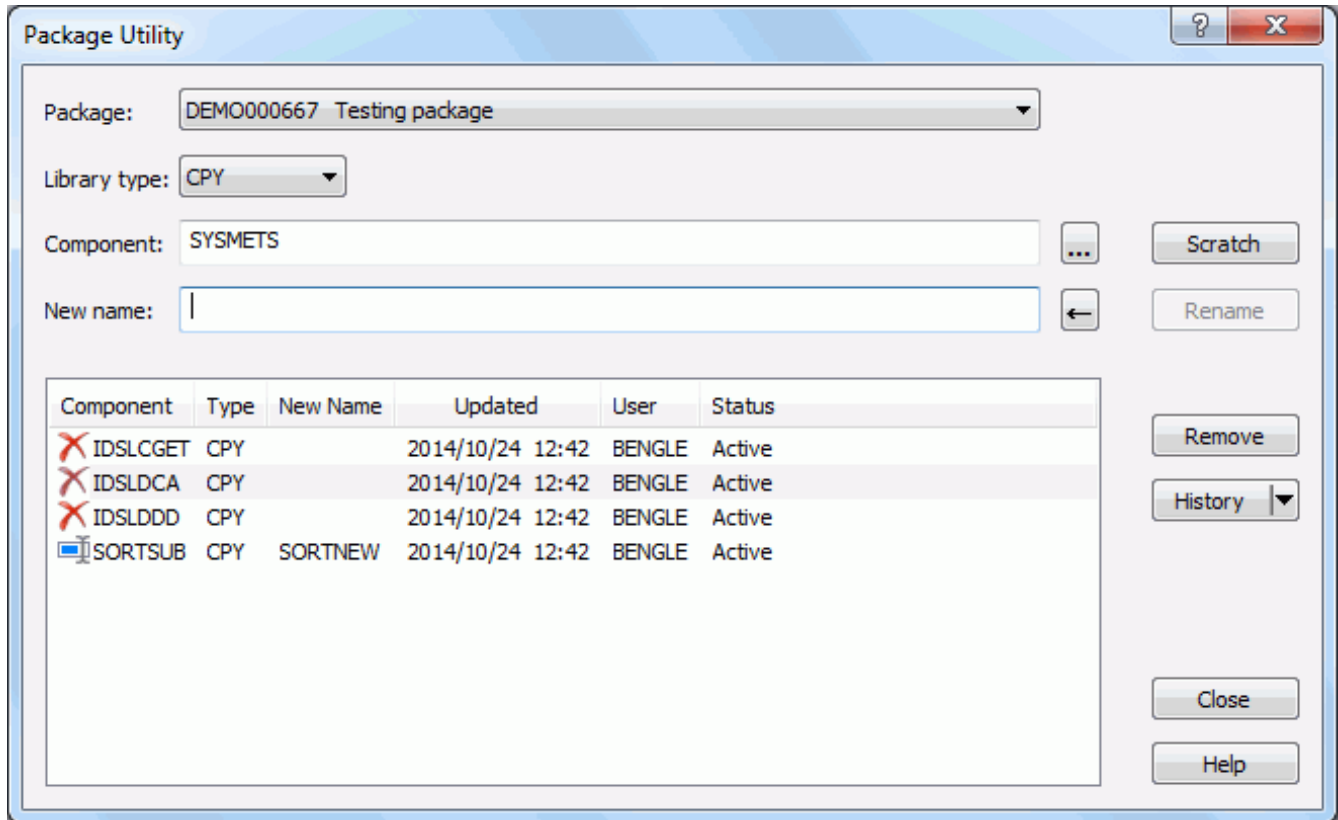 Package Utility
Package: DEMO000667 Testing package
Library type: CPY
Component: SYSMETS ... Scratch
New name: ← Rename
Component Type New Name Updated User Status
IDSLCGET CPY 2014/10/24 12:42 BENGLE Active
IDSLDCA CPY 2014/10/24 12:42 BENGLE Active
IDSLDDD CPY 2014/10/24 12:42 BENGLE Active
SORTSUB CPY SORTNEW 2014/10/24 12:42 BENGLE Active
Remove
History
Close
Help